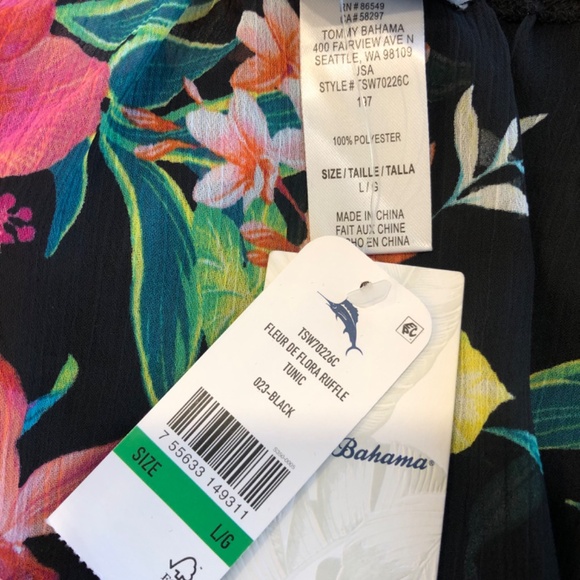 RN # 86549
CA# 58297
TOMMY BAHAMA
400 FAIRVIEW AVE N
SEATTLE, WA 98109
USA
STYLE# TSW70226C
197
100% POLYESTER
SIZE / TAILLE / TALLA
L/G
MADE IN CHINA
FAIT AUX CHINE
HO EN CHINA
TSW70226C
FLEUR DE FLORA RUFFLE
TUNIC
023-BLACK
7 55633 149311
SIZE
L/G
Bahama®